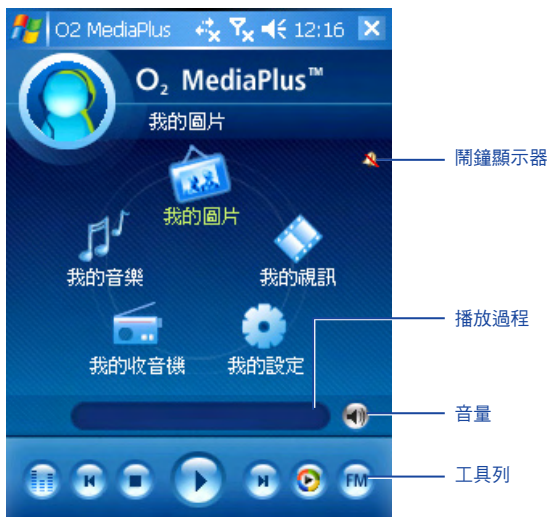 O2 MediaPlus 12:16
O₂ MediaPlus™
我的圖片
鬧鐘顯示器
我的圖片
我的音樂
我的視訊
播放過程
我的收音機
我的設定
音量
工具列
FM